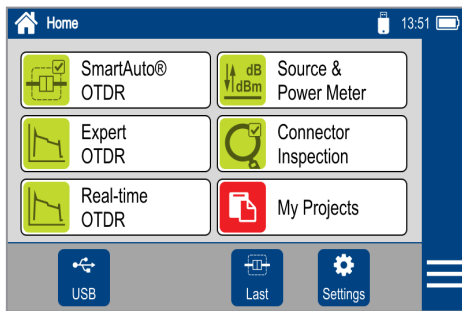 Home
13:51
SmartAuto®
OTDR
dB
dBm
Source &
Power Meter
Expert
OTDR
Connector
Inspection
Real-time
OTDR
My Projects
USB
Last
Settings